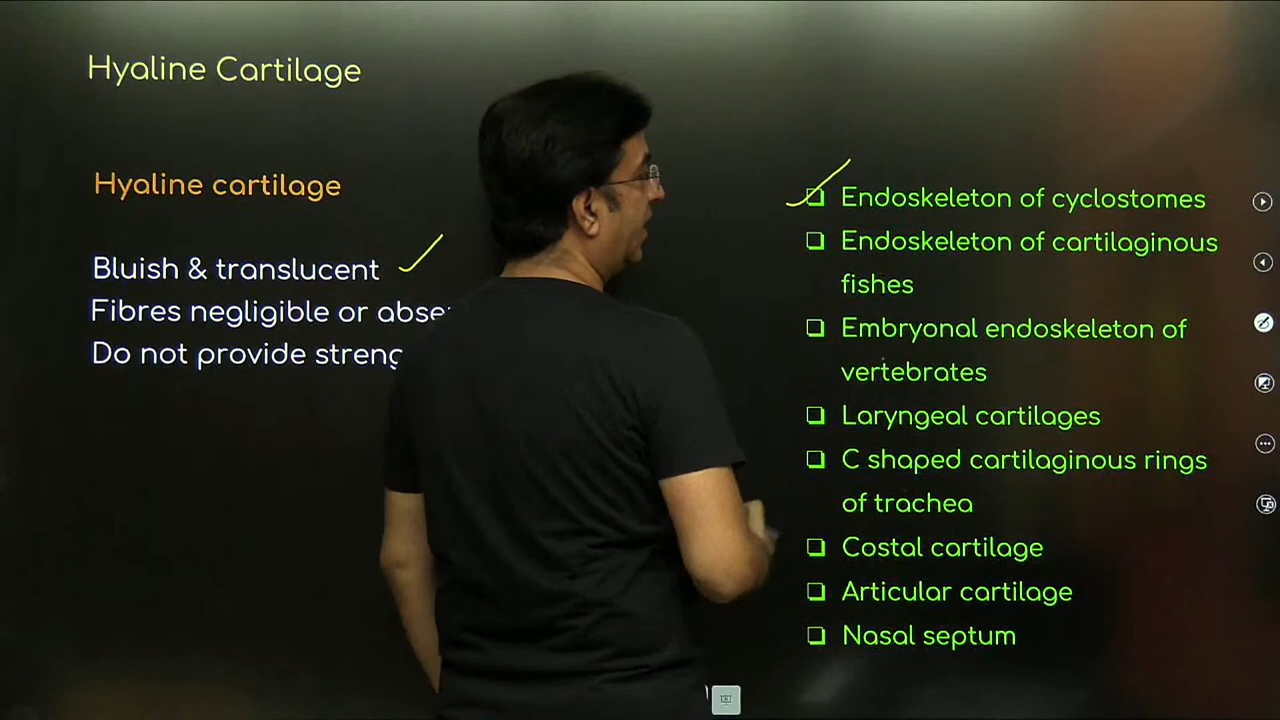 Hyaline Cartilage
Hyaline cartilage
Bluish & translucent
Fibres negligible or
Do not provide
Endoskeleton of cyclostomes
Endoskeleton of cartilaginous
fishes
Embryonal endoskeleton of
vertebrates
Laryngeal cartilages
C shaped cartilaginous rings
of trachea
Costal cartilage
Articular cartilage
Nasal septum